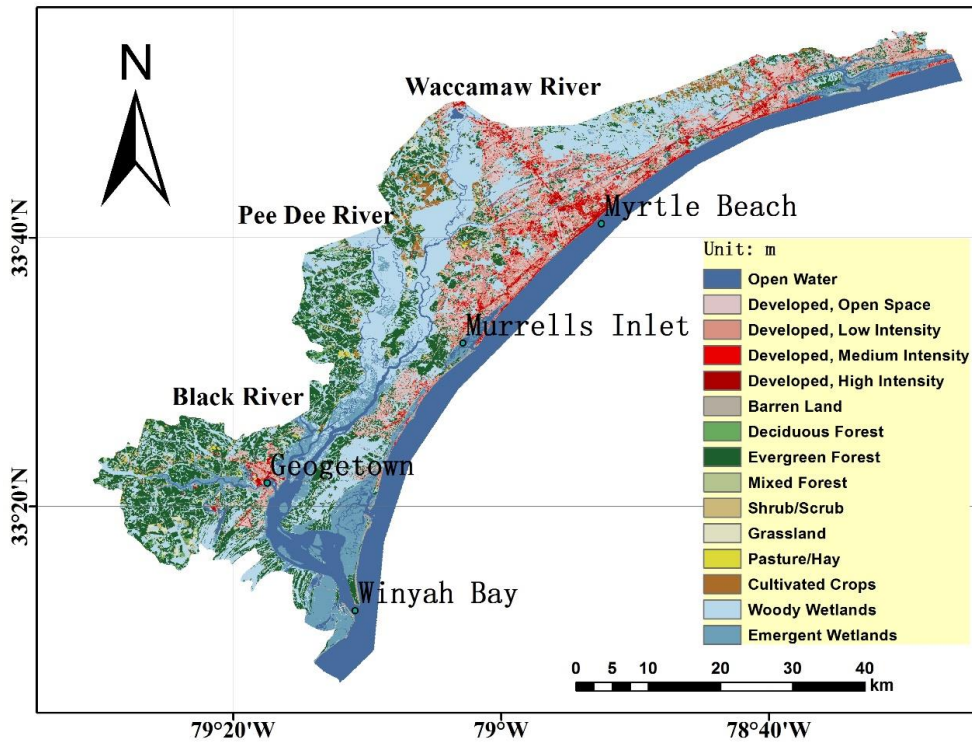 N
Waccamaw River
Pee Dee River
Myrtle Beach
33°40'N
Unit: m
Open Water
Developed, Open Space
Murrells Inlet
Developed, Low Intensity
Developed, Medium Intensity
Developed, High Intensity
Black River
Barren Land
Deciduous Forest
Geogetown
Evergreen Forest
Mixed Forest
33°20'N
Shrub/Scrub
Grassland
Pasture/Hay
Cultivated Crops
Winyah Bay
Woody Wetlands
Emergent Wetlands
0 5 10 20 30 40
km
79°20'W 79°W 78°40'W